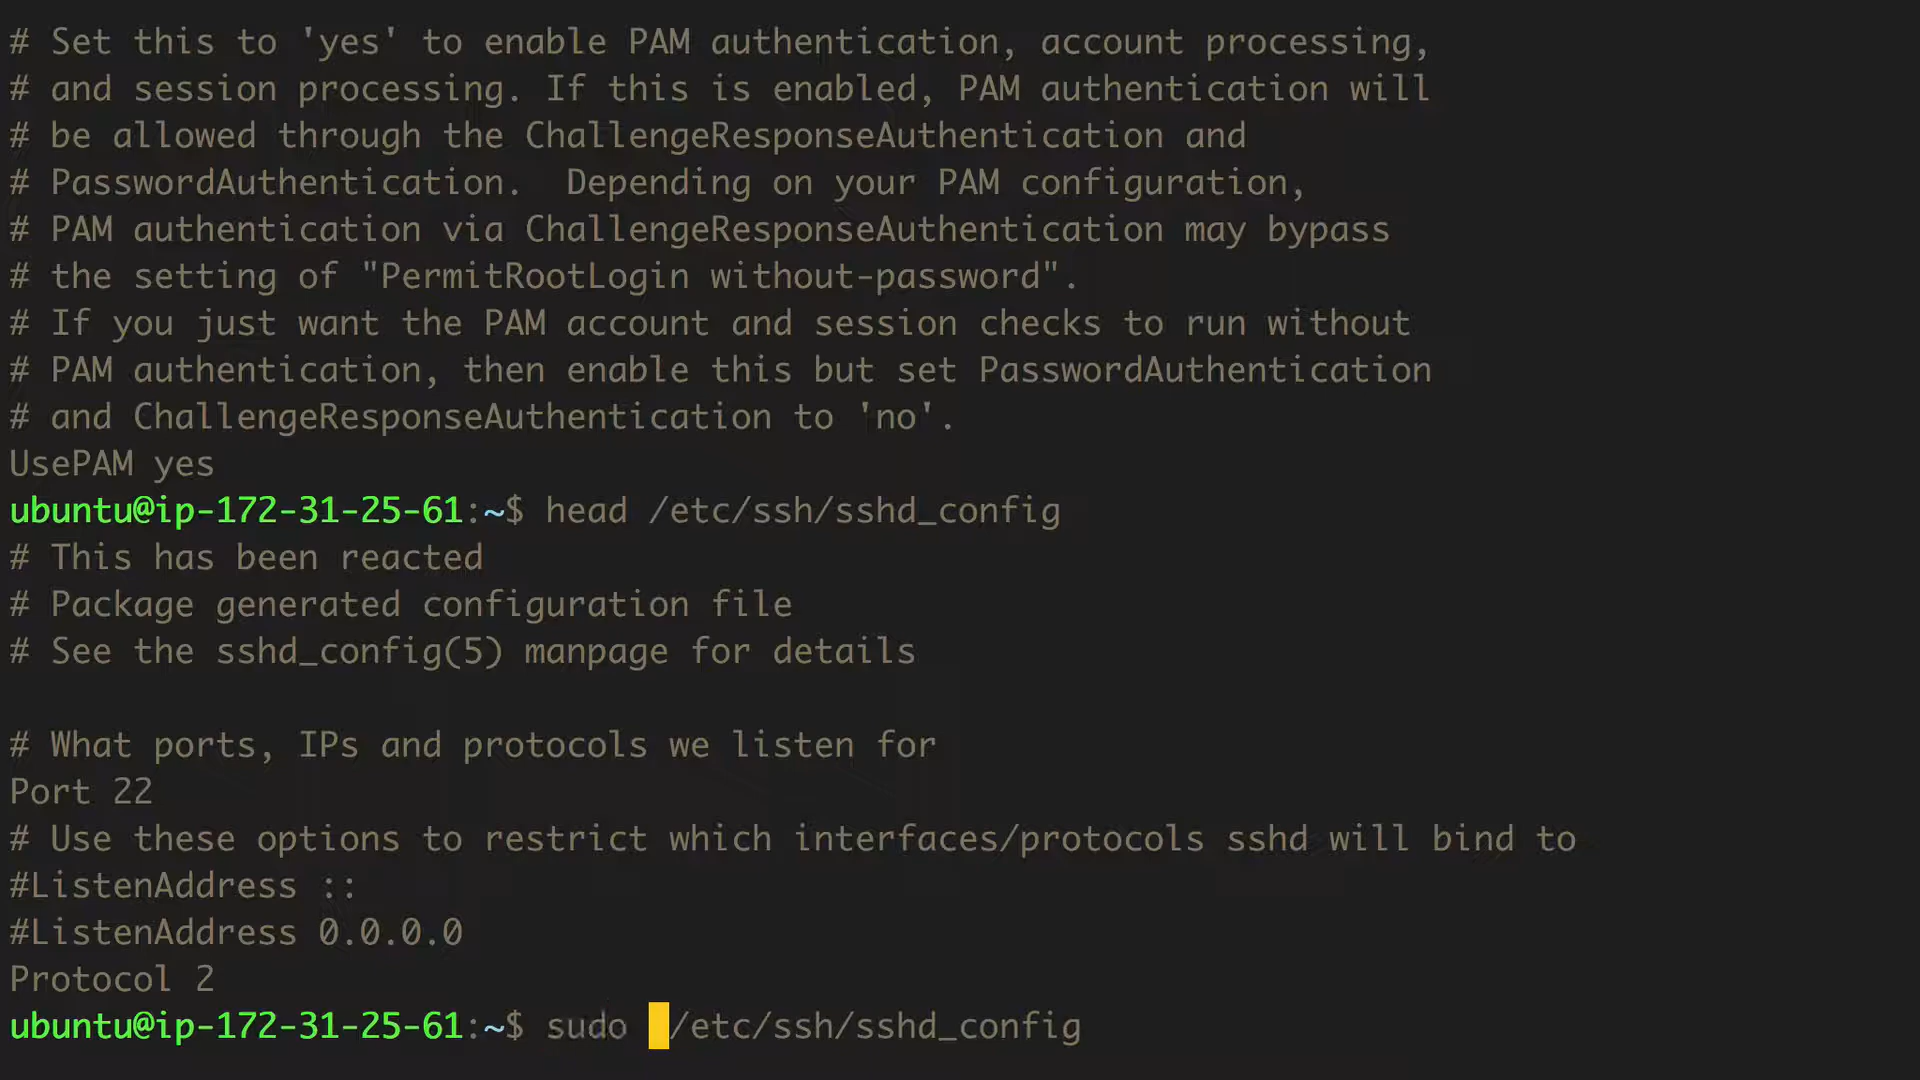 # Set this to 'yes' to enable PAM authentication, account processing,
# and session processing. If this is enabled, PAM authentication will
# be allowed through the ChallengeResponseAuthentication and
# PasswordAuthentication.  Depending on your PAM configuration,
# PAM authentication via ChallengeResponseAuthentication may bypass
# the setting of "PermitRootLogin without-password".
# If you just want the PAM account and session checks to run without
# PAM authentication, then enable this but set PasswordAuthentication
# and ChallengeResponseAuthentication to 'no'.
UsePAM yes
ubuntu@ip-172-31-25-61:~$ head /etc/ssh/sshd_config
# This has been reacted
# Package generated configuration file
# See the sshd_config(5) manpage for details

# What ports, IPs and protocols we listen for
Port 22
# Use these options to restrict which interfaces/protocols sshd will bind to
#ListenAddress ::
#ListenAddress 0.0.0.0
Protocol 2
ubuntu@ip-172-31-25-61:~$ sudo  /etc/ssh/sshd_config